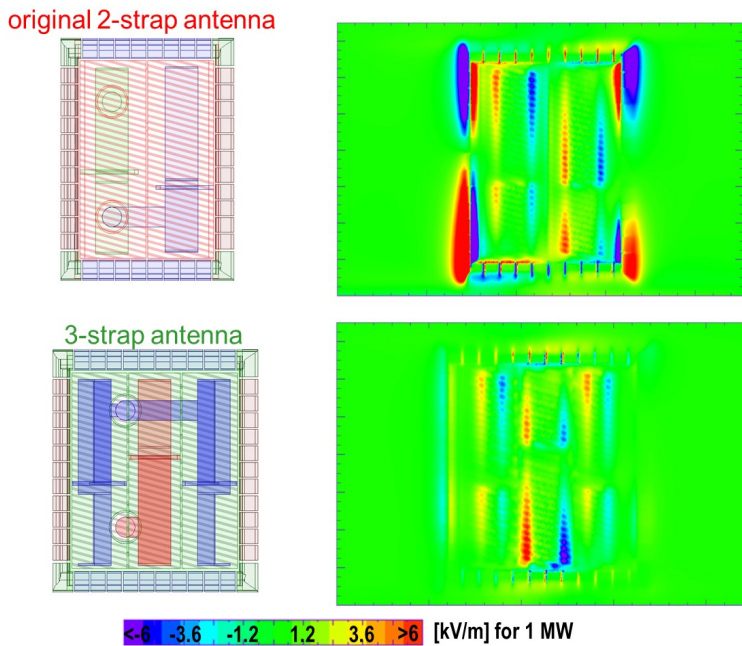 original 2-strap antenna
3-strap antenna
<-6 -3.6 -1.2 1.2 3.6 >6 [kV/m] for 1 MW